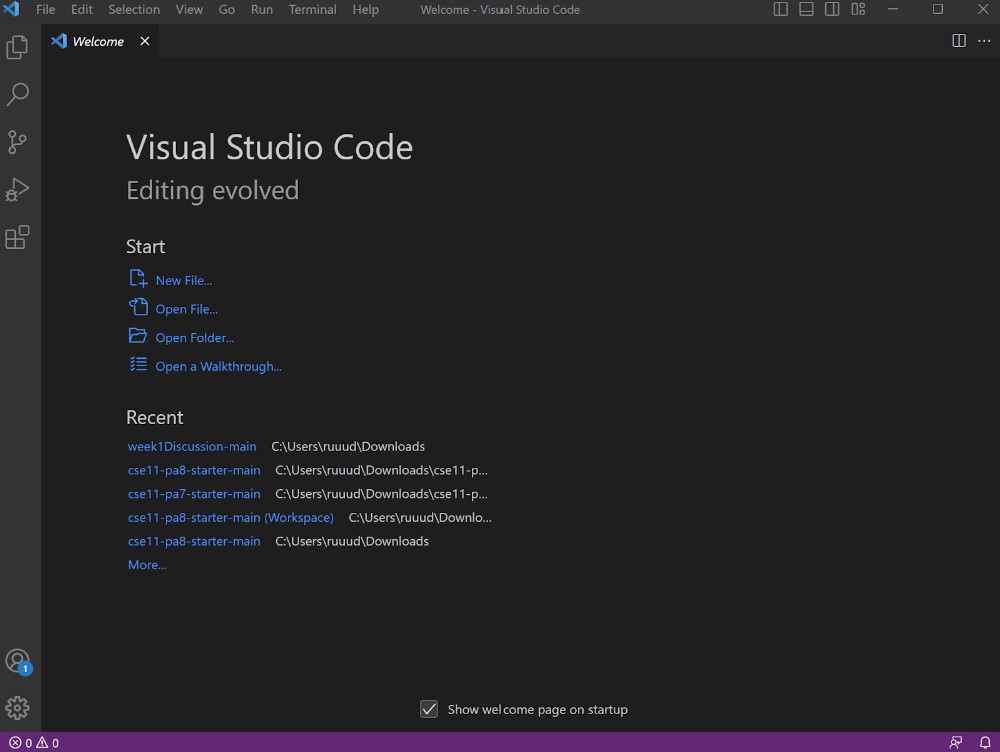 File Edit Selection View Go Run Terminal Help Welcome - Visual Studio Code
Welcome
Visual Studio Code
Editing evolved
Start
New File...
Open File...
Open Folder...
Open a Walkthrough...
Recent
week1Discussion-main C:\Users\ruuud\Downloads
cse11-pa8-starter-main C:\Users\ruuud\Downloads\cse11-p...
cse11-pa7-starter-main C:\Users\ruuud\Downloads\cse11-p...
cse11-pa8-starter-main (Workspace) C:\Users\ruuud\Downlo...
cse11-pa8-starter-main C:\Users\ruuud\Downloads
More...
1
Show welcome page on startup
0 0